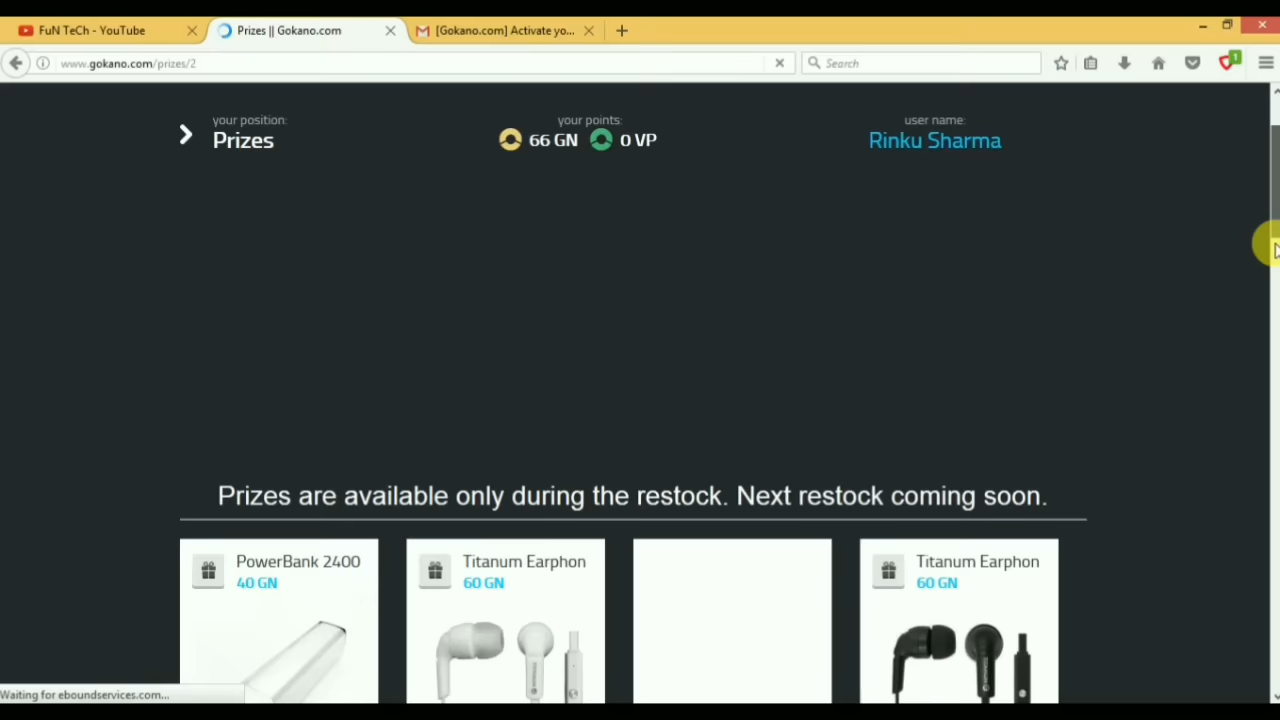 FuN TeCh - YouTube
Prizes || Gokano.com
[Gokano.com] Activate yo...
www.gokano.com/prizes/2
Search
1
your position:
Prizes
your points:
66 GN
0 VP
user name:
Rinku Sharma
Prizes are available only during the restock. Next restock coming soon.
PowerBank 2400
40 GN
Titanum Earphon
60 GN
Titanum Earphon
60 GN
Waiting for eboundservices.com...